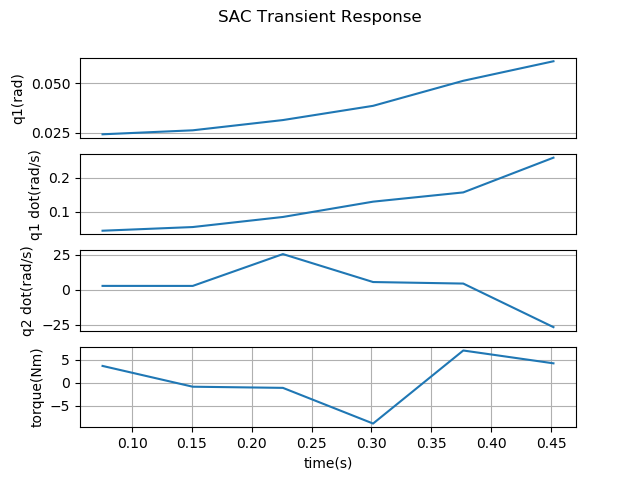 SAC Transient Response
q1(rad)
0.050
0.025
q1 dot(rad/s)
0.2
0.1
q2 dot(rad/s)
25
0
−25
torque(Nm)
5
0
−5
0.10 0.15 0.20 0.25 0.30 0.35 0.40 0.45
time(s)